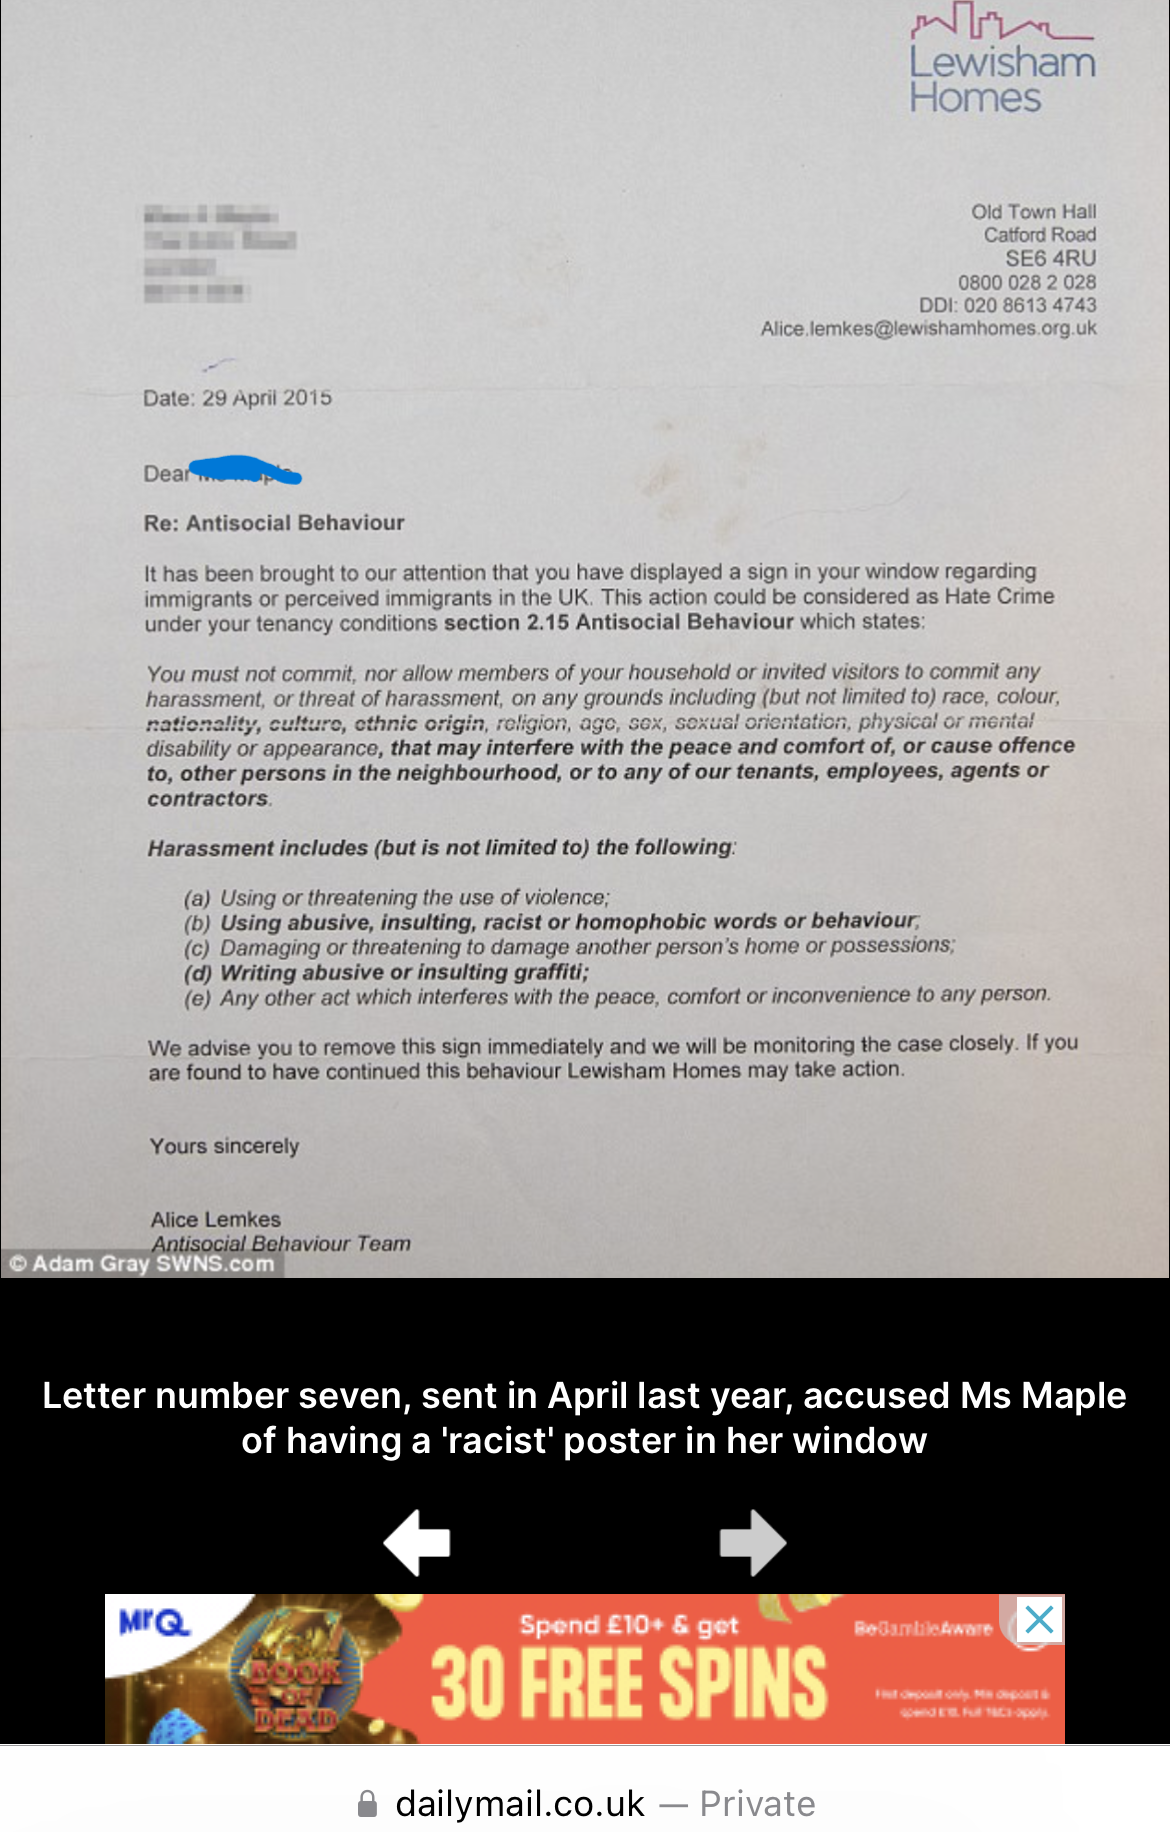 Lewisham
Homes
Old Town Hall
Catford Road
SE6 4RU
0800 028 2 028
DDI: 020 8613 4743
Alice.lemkes@lewishamhomes.org.uk
Date: 29 April 2015
Dear
Re: Antisocial Behaviour
It has been brought to our attention that you have displayed a sign in your window regarding
immigrants or perceived immigrants in the UK. This action could be considered as Hate Crime
under your tenancy conditions section 2.15 Antisocial Behaviour which states:
You must not commit, nor allow members of your household or invited visitors to commit any
harassment, or threat of harassment, on any grounds including (but not limited to) race, colour,
nationality, culture, ethnic origin, religion, age, sex, sexual orientation, physical or mental
disability or appearance, that may interfere with the peace and comfort of, or cause offence
to, other persons in the neighbourhood, or to any of our tenants, employees, agents or
contractors.
Harassment includes (but is not limited to) the following:
(a) Using or threatening the use of violence;
(b) Using abusive, insulting, racist or homophobic words or behaviour;
(c) Damaging or threatening to damage another person's home or possessions;
(d) Writing abusive or insulting graffiti;
(e) Any other act which interferes with the peace, comfort or inconvenience to any person.
We advise you to remove this sign immediately and we will be monitoring the case closely. If you
are found to have continued this behaviour Lewisham Homes may take action.
Yours sincerely
Alice Lemkes
Antisocial Behaviour Team
© Adam Gray SWNS.com
Letter number seven, sent in April last year, accused Ms Maple
of having a 'racist' poster in her window
MrQ
BOOK
OF
DEAD
Spend £10+ & get
30 FREE SPINS
BeGambleAware
First deposit only. Min deposit &
spend £10. Full T&Cs apply.
dailymail.co.uk — Private